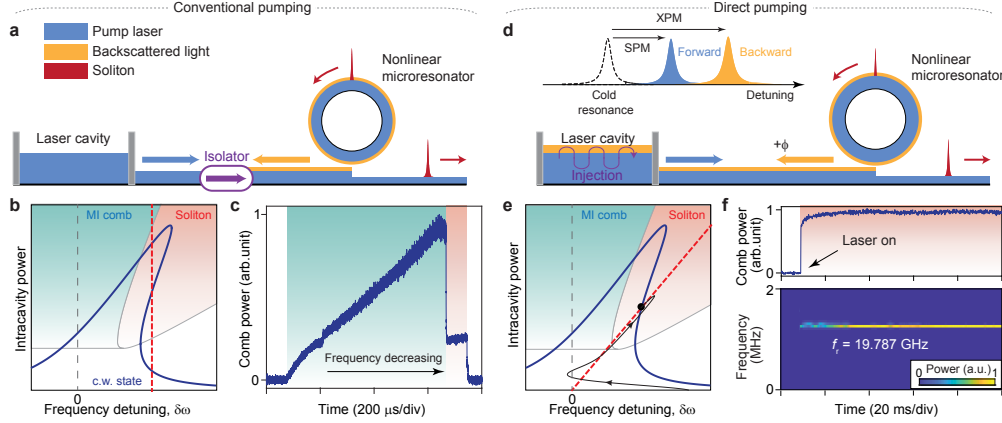 Conventional pumping
a
Pump laser
Backscattered light
Soliton
Nonlinear
microresonator
Laser cavity
Isolator
b
MI comb
Soliton
Intracavity power
c.w. state
0
Frequency detuning, δω
c
1
Comb power (arb.unit)
0
Frequency decreasing
Time (200 μs/div)
Direct pumping
d
XPM
SPM
Forward
Backward
Cold
resonance
Detuning
Nonlinear
microresonator
Laser cavity
Injection
+ϕ
e
MI comb
Soliton
Intracavity power
0
Frequency detuning, δω
f
1
Comb power
(arb.unit)
0
Laser on
2
Frequency
(MHz)
0
fr = 19.787 GHz
0 Power (a.u.) 1
Time (20 ms/div)